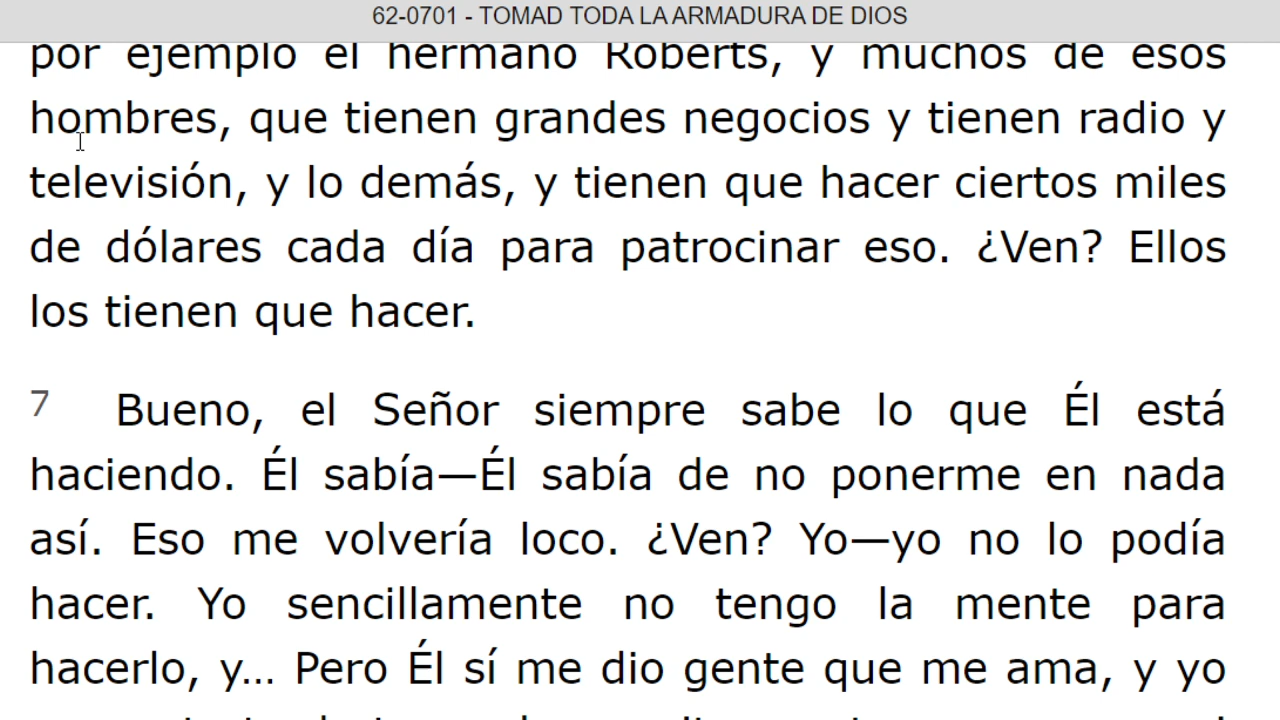 62-0701 - TOMAD TODA LA ARMADURA DE DIOS
por ejemplo el hermano Roberts, y muchos de esos
hombres, que tienen grandes negocios y tienen radio y
televisión, y lo demás, y tienen que hacer ciertos miles
de dólares cada día para patrocinar eso. ¿Ven? Ellos
los tienen que hacer.
7 Bueno, el Señor siempre sabe lo que Él está
haciendo. Él sabía—Él sabía de no ponerme en nada
así. Eso me volvería loco. ¿Ven? Yo—yo no lo podía
hacer. Yo sencillamente no tengo la mente para
hacerlo, y... Pero Él sí me dio gente que me ama, y yo